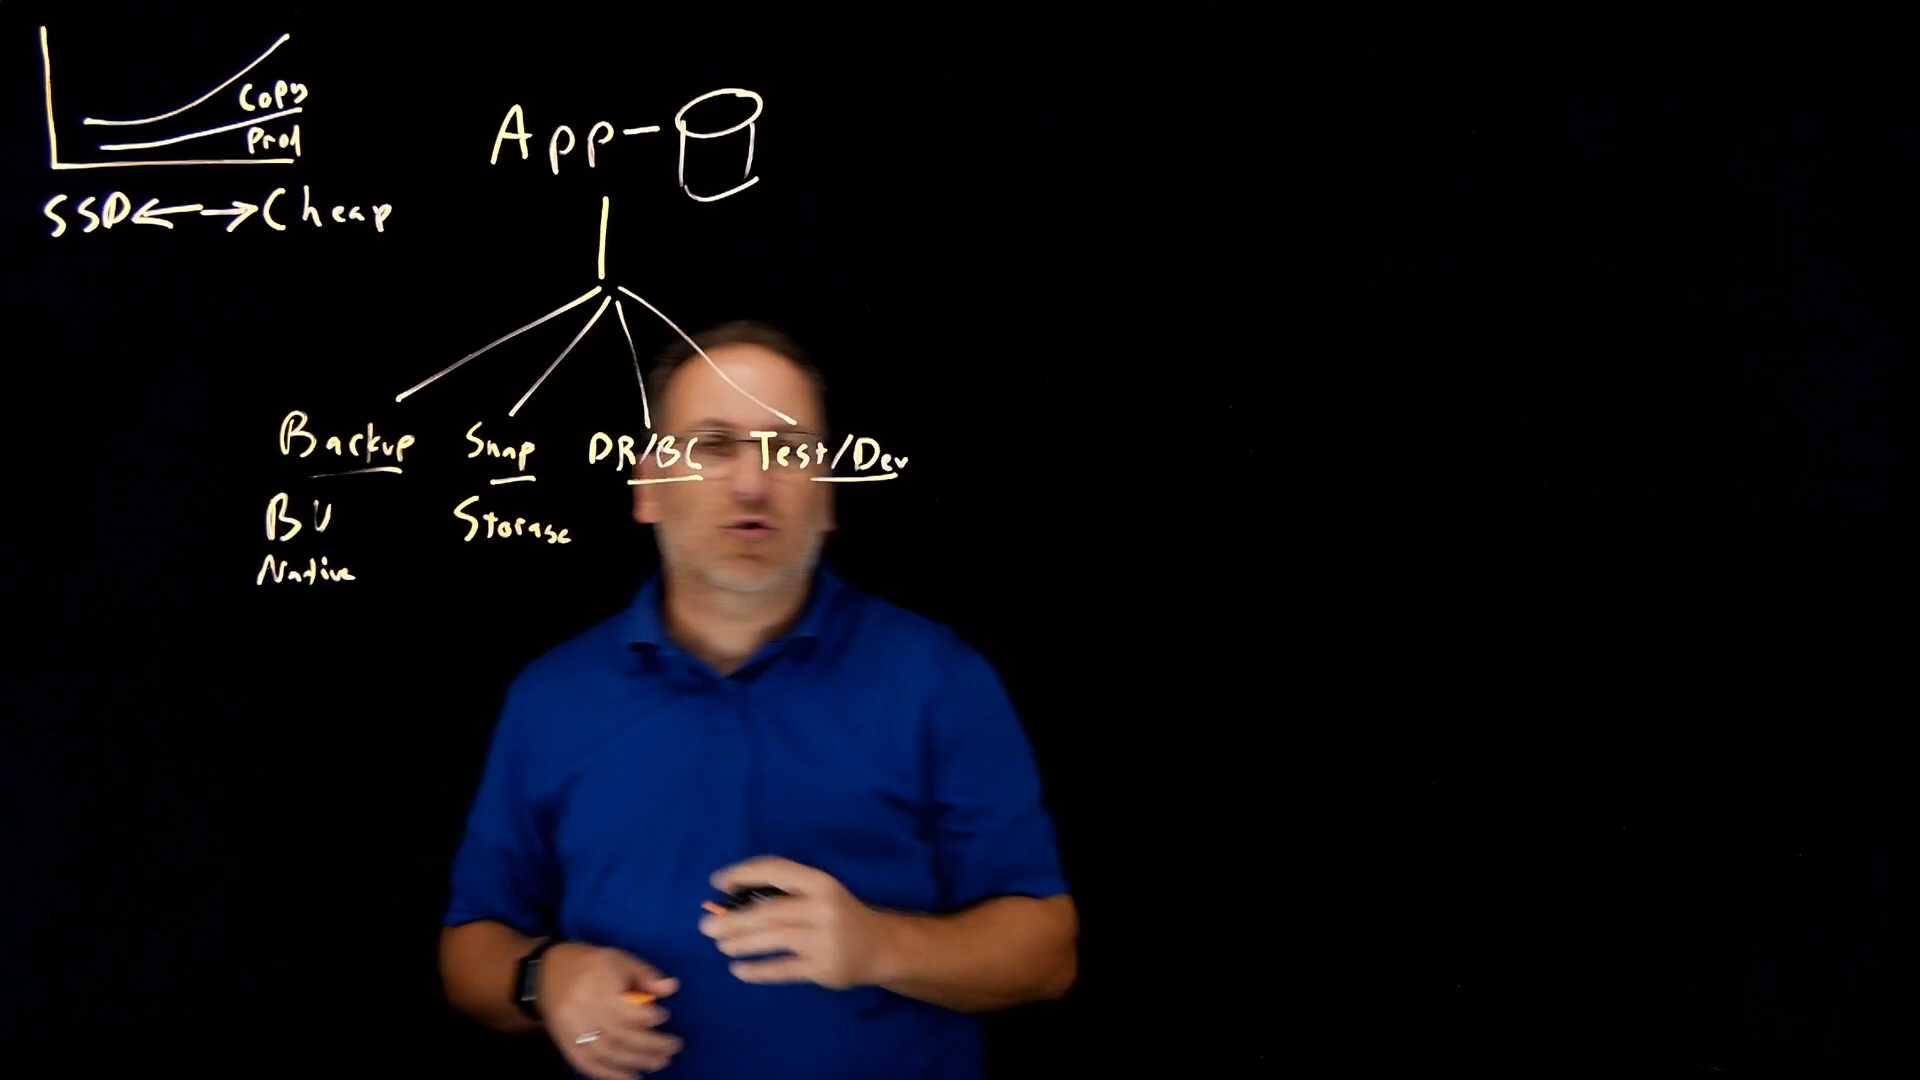 Copy
Prod
SSD ←→ Cheap
App
Backup Snap DR/BC Test/Dev
BU Storage
Native